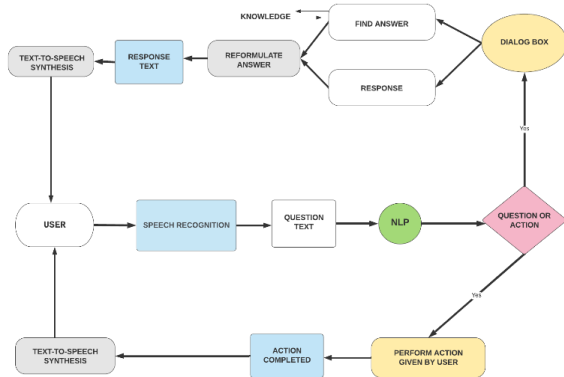 KNOWLEDGE
FIND ANSWER
DIALOG BOX
TEXT-TO-SPEECH
SYNTHESIS
RESPONSE
TEXT
REFORMULATE
ANSWER
RESPONSE
Yes
USER
SPEECH RECOGNITION
QUESTION
TEXT
NLP
QUESTION OR
ACTION
Yes
TEXT-TO-SPEECH
SYNTHESIS
ACTION
COMPLETED
PERFORM ACTION
GIVEN BY USER